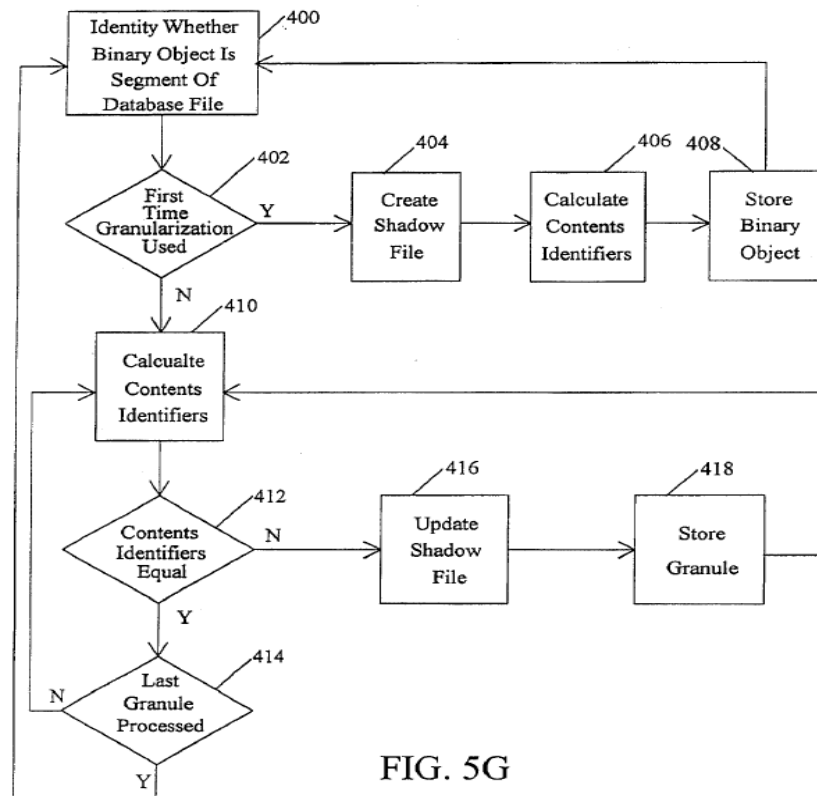 Identity Whether
Binary Object Is
Segment Of
Database File
400
First
Time
Granularization
Used
402
Y
N
Create
Shadow
File
404
Calculate
Contents
Identifiers
406
Store
Binary
Object
408
Calcualte
Contents
Identifiers
410
Contents
Identifiers
Equal
412
N
Y
Update
Shadow
File
416
Store
Granule
418
Last
Granule
Processed
414
N
Y
FIG. 5G